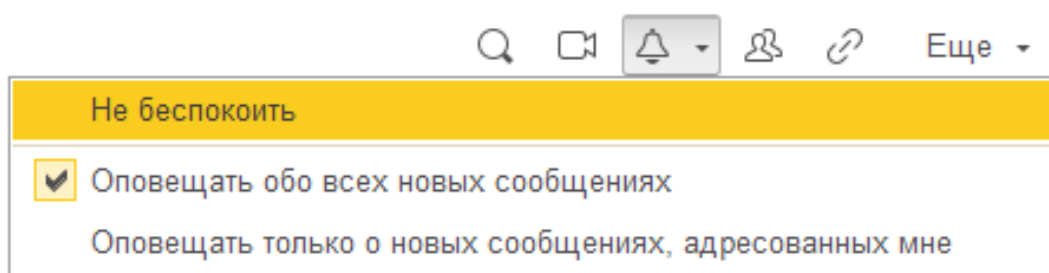 Еще
Не беспокоить
Оповещать обо всех новых сообщениях
Оповещать только о новых сообщениях, адресованных мне